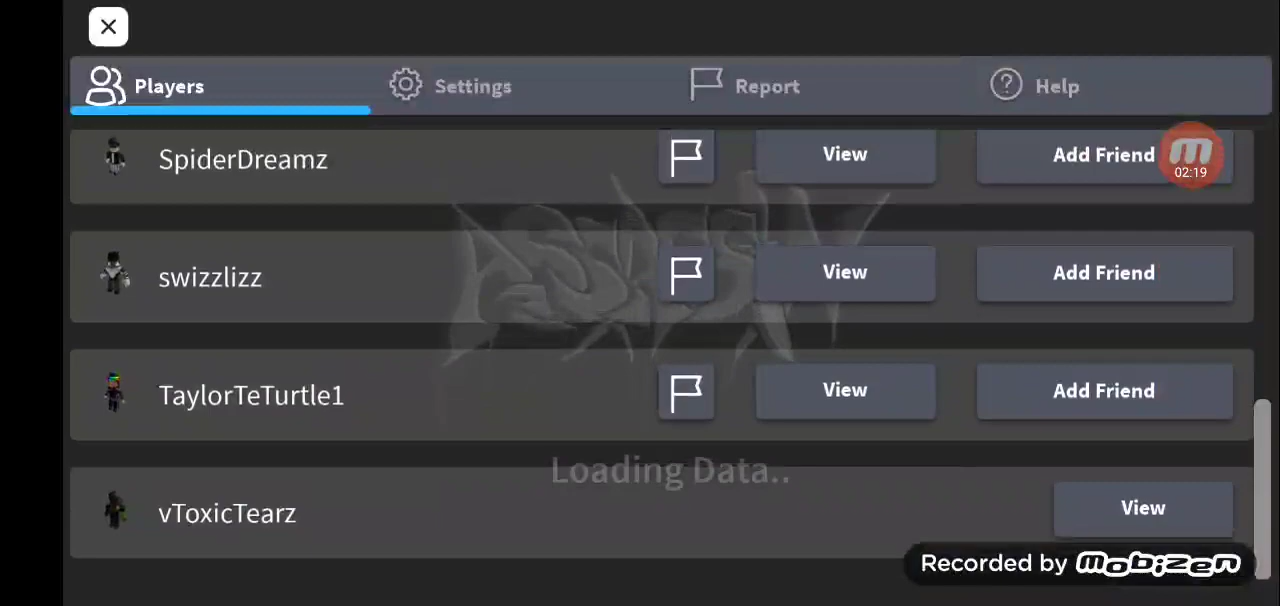 Players
Settings
Report
Help
SpiderDreamz
View
Add Friend
02:19
swizzlizz
View
Add Friend
TaylorTeTurtle1
View
Add Friend
Loading Data..
vToxicTearz
View
Recorded by mobizen